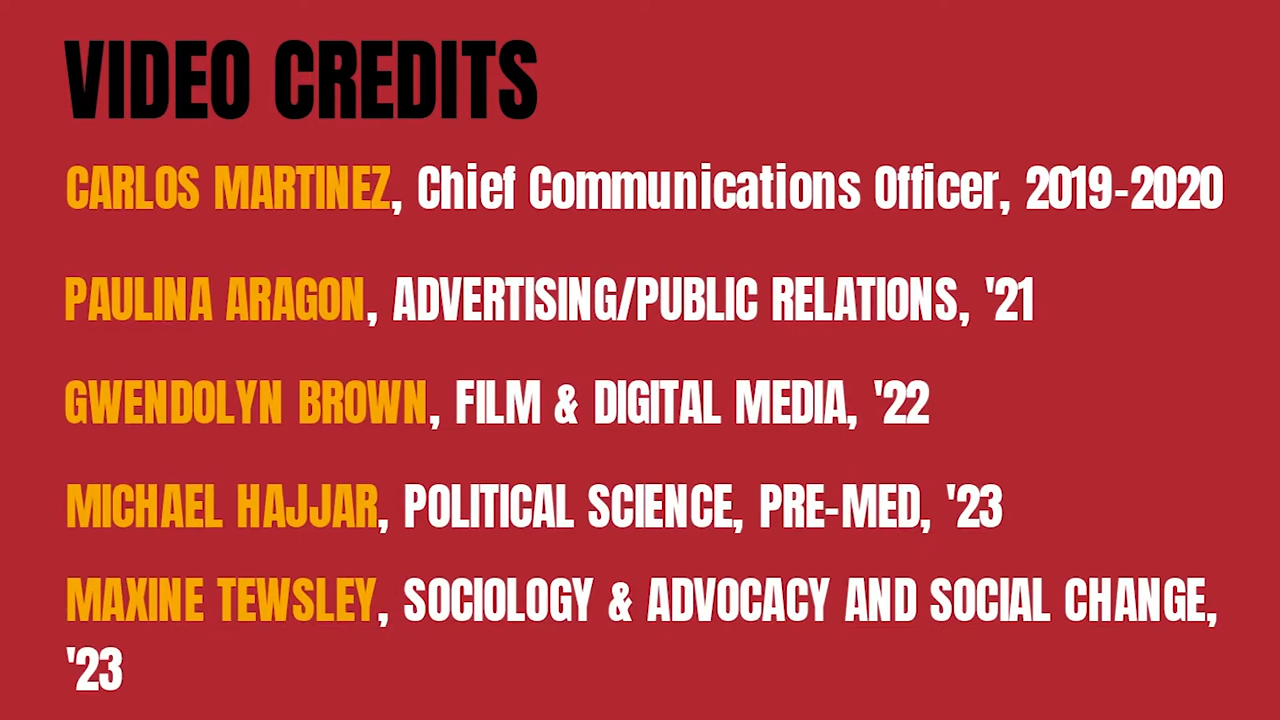 VIDEO CREDITS
CARLOS MARTINEZ, Chief Communications Officer, 2019-2020
PAULINA ARAGON, ADVERTISING/PUBLIC RELATIONS, '21
GWENDOLYN BROWN, FILM & DIGITAL MEDIA, '22
MICHAEL HAJJAR, POLITICAL SCIENCE, PRE-MED, '23
MAXINE TEWSLEY, SOCIOLOGY & ADVOCACY AND SOCIAL CHANGE,
'23